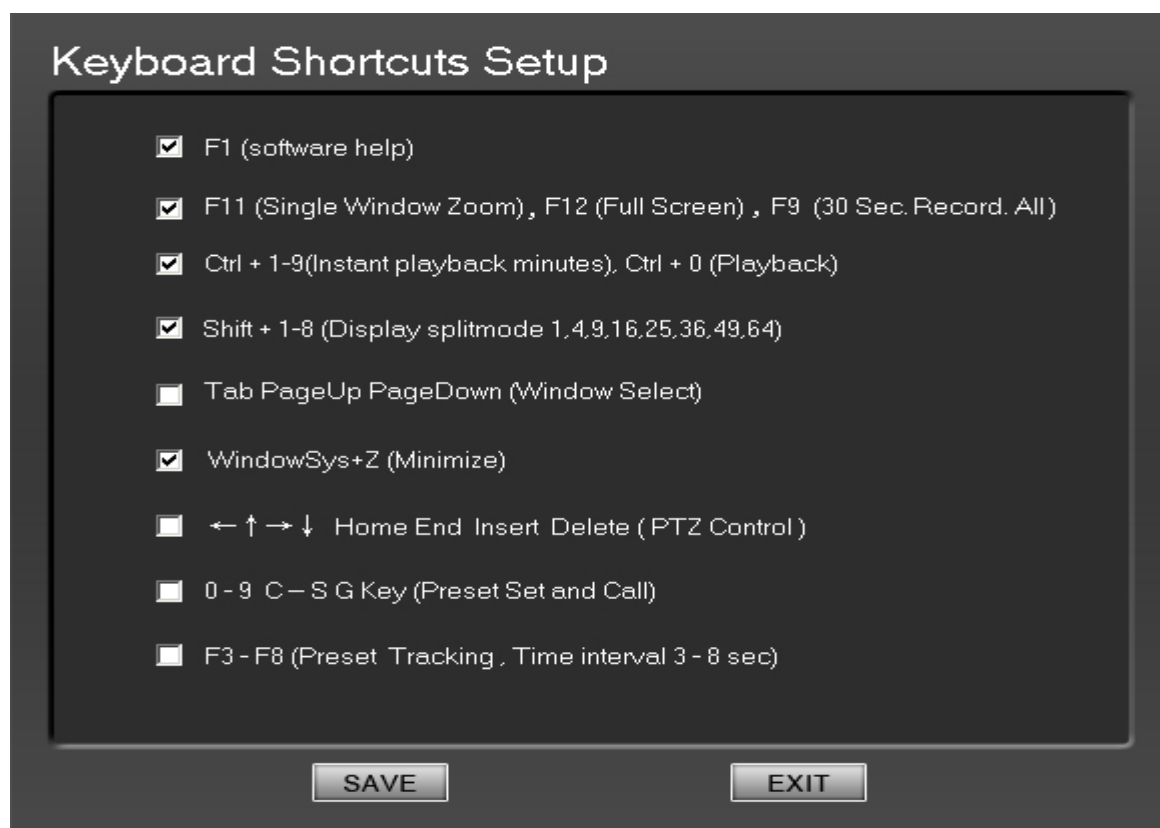 Keyboard Shortcuts Setup
F1 (software help)
F11 (Single Window Zoom) , F12 (Full Screen) , F9 (30 Sec. Record. All)
Ctrl + 1-9(Instant playback minutes), Ctrl + 0 (Playback)
Shift + 1-8 (Display splitmode 1,4,9,16,25,36,49,64)
Tab PageUp PageDown (Window Select)
WindowSys+Z (Minimize)
←↑→↓ Home End Insert Delete ( PTZ Control )
0 - 9 C – S G Key (Preset Set and Call)
F3 - F8 (Preset Tracking , Time interval 3 - 8 sec)
SAVE EXIT